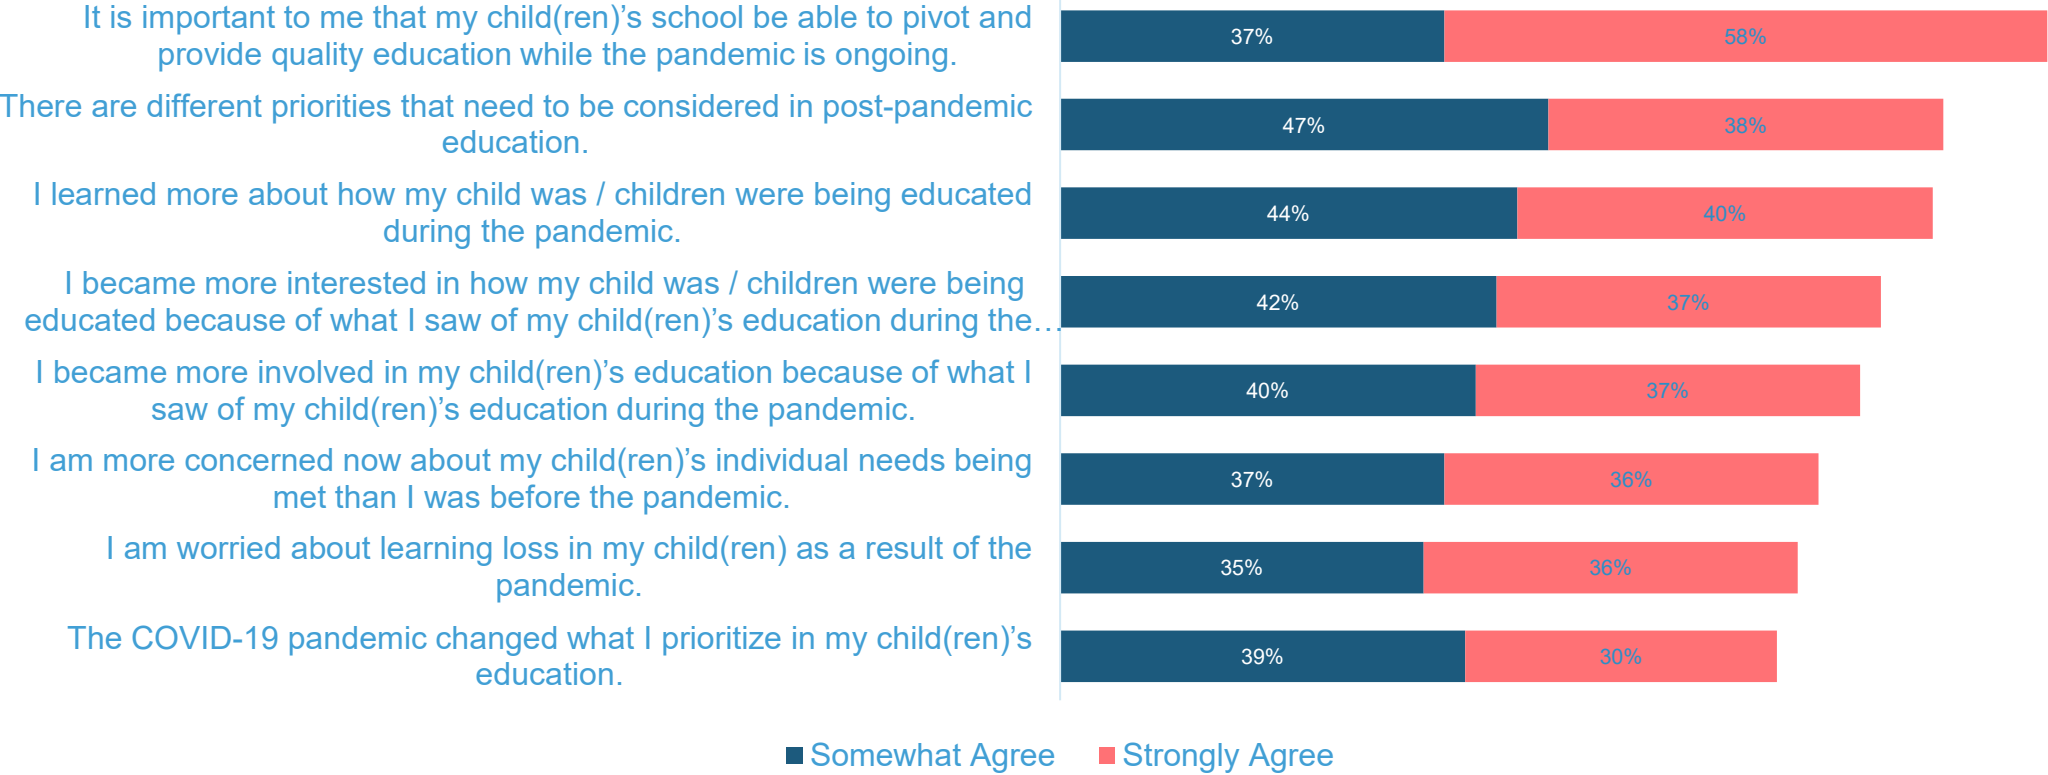 It is important to me that my child(ren)’s school be able to pivot and
provide quality education while the pandemic is ongoing.
37%
58%
There are different priorities that need to be considered in post-pandemic
education.
47%
38%
I learned more about how my child was / children were being educated
during the pandemic.
44%
40%
I became more interested in how my child was / children were being
educated because of what I saw of my child(ren)’s education during the…
42%
37%
I became more involved in my child(ren)’s education because of what I
saw of my child(ren)’s education during the pandemic.
40%
37%
I am more concerned now about my child(ren)’s individual needs being
met than I was before the pandemic.
37%
36%
I am worried about learning loss in my child(ren) as a result of the
pandemic.
35%
36%
The COVID-19 pandemic changed what I prioritize in my child(ren)’s
education.
39%
30%
Somewhat Agree
Strongly Agree